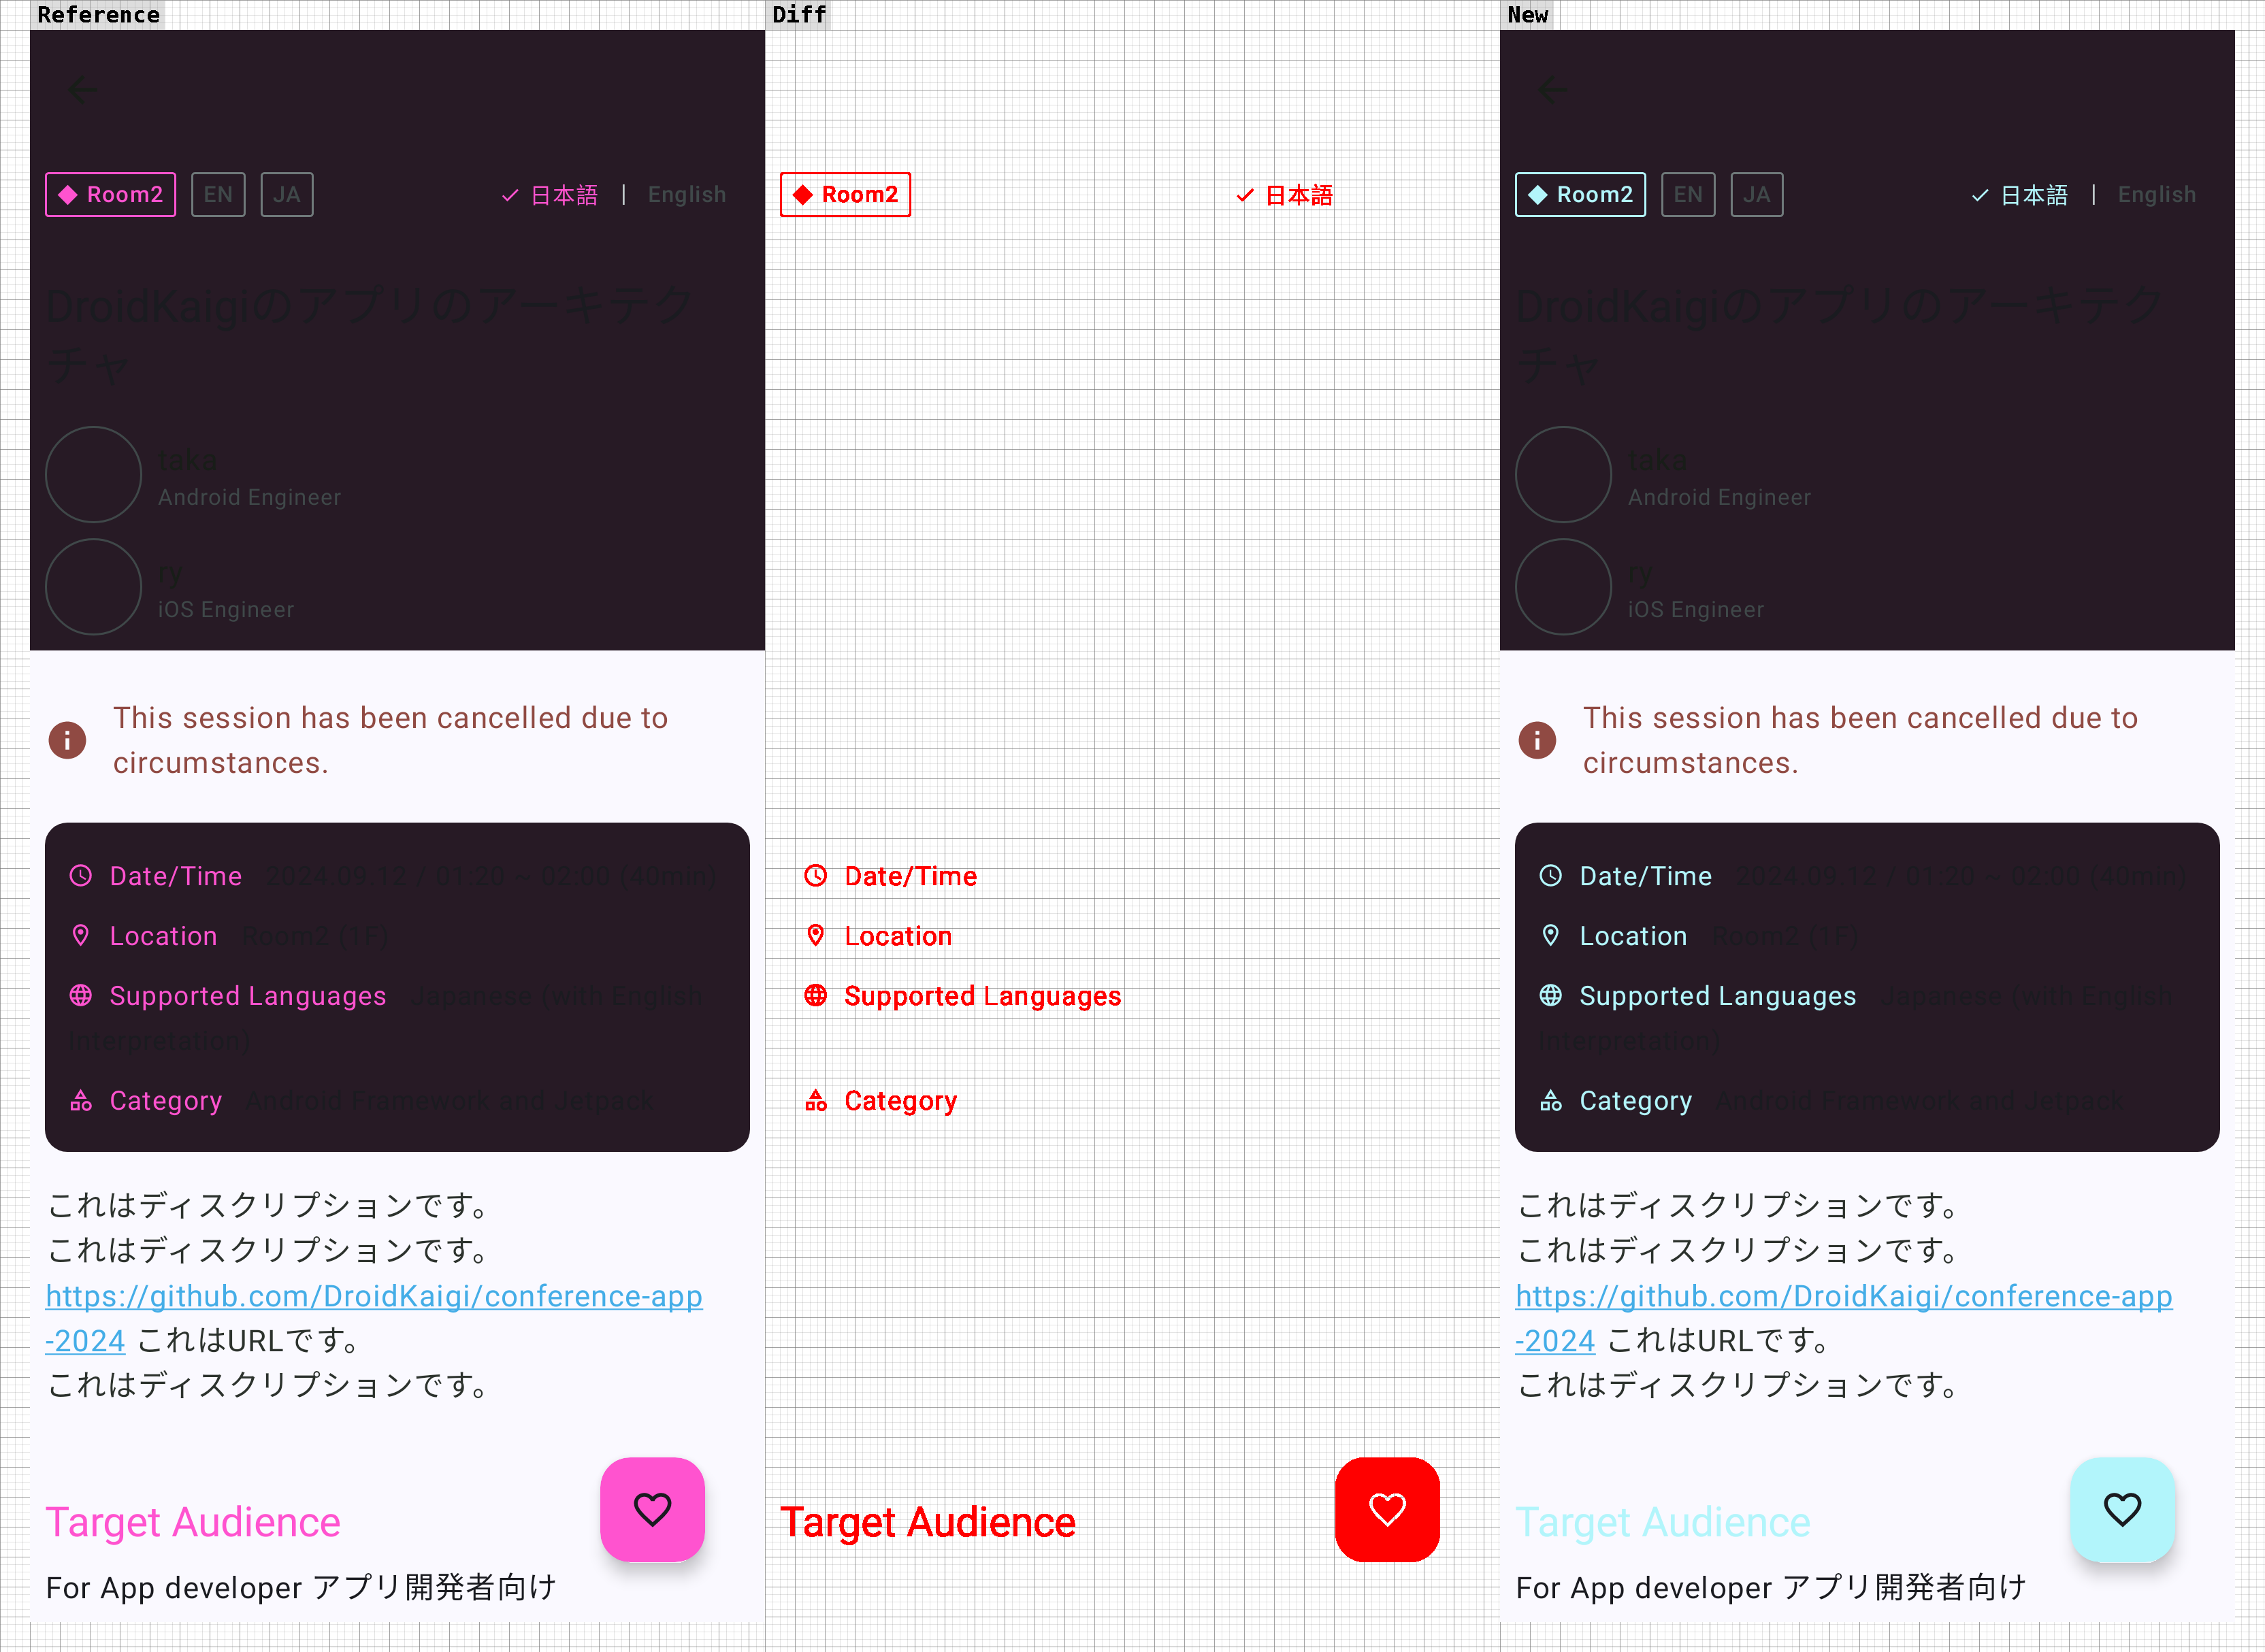 Reference
Diff
New
Room2
EN
JA
日本語
|
English
DroidKaigiのアプリのアーキテク
チャ
taka
Android Engineer
ry
iOS Engineer
This session has been cancelled due to
circumstances.
Date/Time 2024.09.12 / 01:20 ~ 02:00 (40min)
Location Room2 (1F)
Supported Languages Japanese (with English
interpretation)
Category Android Framework and Jetpack
これはディスクリプションです。
これはディスクリプションです。
https://github.com/DroidKaigi/conference-app
-2024 これはURLです。
これはディスクリプションです。
Target Audience
For App developer アプリ開発者向け
Room2
日本語
Date/Time
Location
Supported Languages
Category
Target Audience
Room2
EN
JA
日本語
|
English
DroidKaigiのアプリのアーキテク
チャ
taka
Android Engineer
ry
iOS Engineer
This session has been cancelled due to
circumstances.
Date/Time 2024.09.12 / 01:20 ~ 02:00 (40min)
Location Room2 (1F)
Supported Languages Japanese (with English
interpretation)
Category Android Framework and Jetpack
これはディスクリプションです。
これはディスクリプションです。
https://github.com/DroidKaigi/conference-app
-2024 これはURLです。
これはディスクリプションです。
Target Audience
For App developer アプリ開発者向け